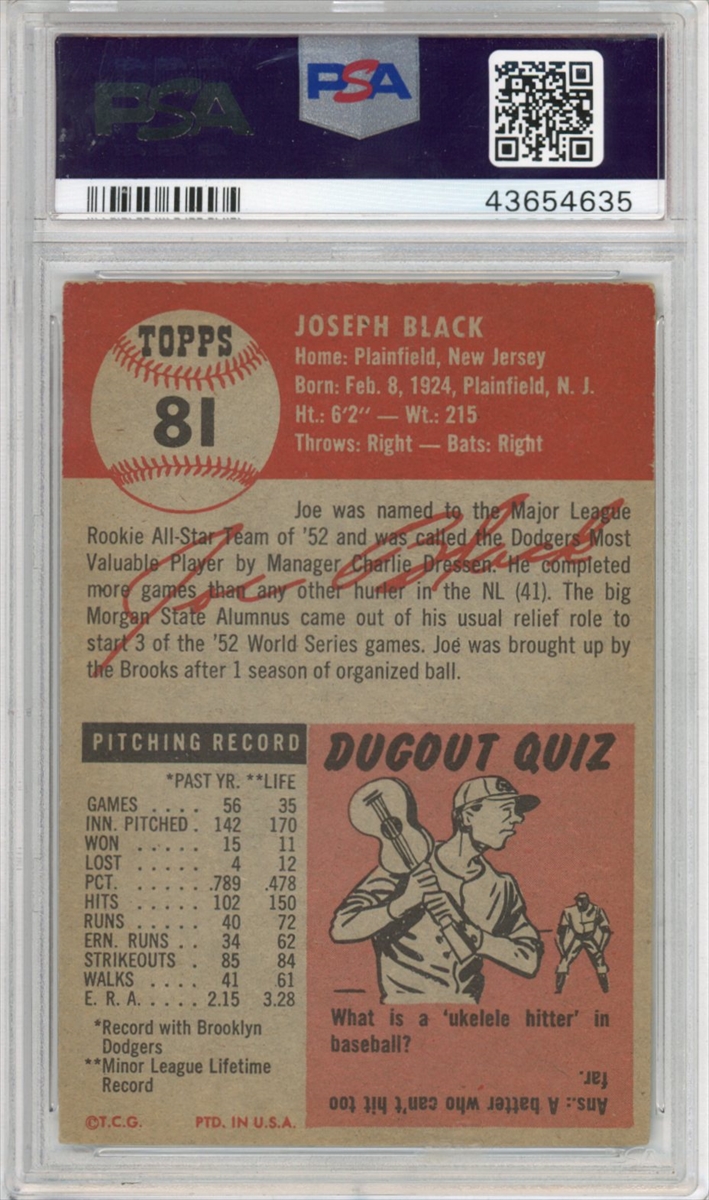 PSA
PSA
43654635
TOPPS
81
JOSEPH BLACK
Home: Plainfield, New Jersey
Born: Feb. 8, 1924, Plainfield, N. J.
Ht.: 6'2" — Wt.: 215
Throws: Right — Bats: Right
Joe was named to the Major League
Rookie All-Star Team of '52 and was called the Dodgers Most
Valuable Player by Manager Charlie Dressen. He completed
more games than any other hurler in the NL (41). The big
Morgan State Alumnus came out of his usual relief role to
start 3 of the '52 World Series games. Joe was brought up by
the Brooks after 1 season of organized ball.
Joe Black
PITCHING RECORD
*PAST YR. **LIFE
GAMES .... 56 35
INN. PITCHED . 142 170
WON ..... 15 11
LOST ..... 4 12
PCT. ..... .789 .478
HITS ..... 102 150
RUNS ..... 40 72
ERN. RUNS .. 34 62
STRIKEOUTS . 85 84
WALKS .... 41 61
E. R. A. .... 2.15 3.28
*Record with Brooklyn
Dodgers
**Minor League Lifetime
Record
©T.C.G. PTD. IN U.S.A.
DUGOUT QUIZ
What is a 'ukelele hitter' in
baseball?
Ans.: A batter who can't hit too
far.